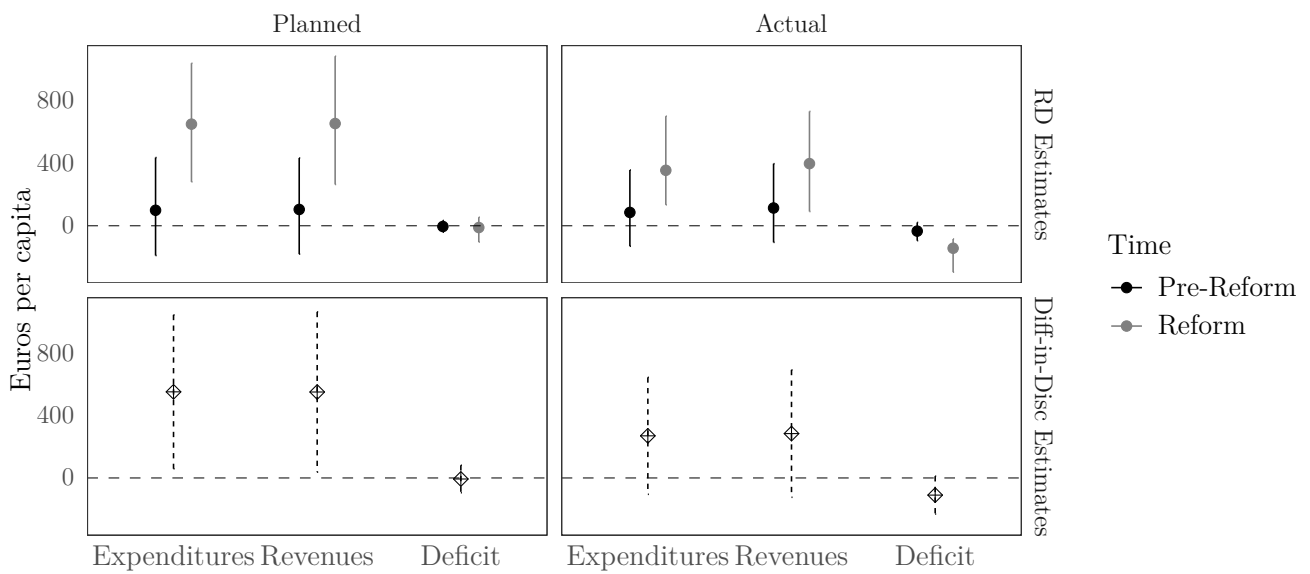 Planned
Actual
Euros per capita
800
400
0
RD Estimates
800
400
0
Diff-in-Disc Estimates
Expenditures Revenues Deficit
Expenditures Revenues Deficit
Time
Pre-Reform
Reform